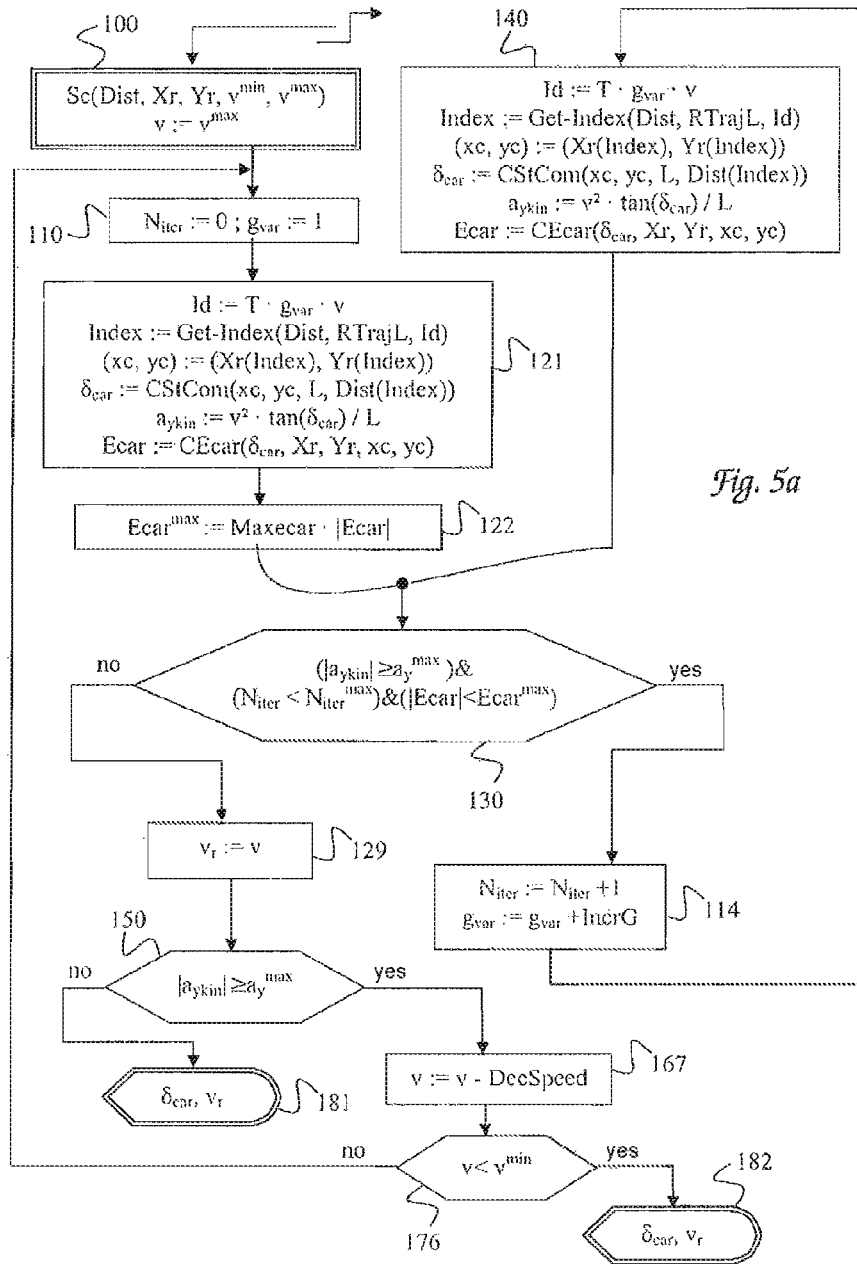 100
Sc(Dist, Xr, Yr, v^min, v^max)
v := v^max
110
N_iter := 0 ; g_var := 1
ld := T · g_var · v
Index := Get-Index(Dist, RTrajL, ld)
(xc, yc) := (Xr(Index), Yr(Index))
δ_car := CStCom(xc, yc, L, Dist(Index))
a_ykin := v² · tan(δ_car) / L
Ecar := CEcar(δ_car, Xr, Yr, xc, yc)
121
Ecar^max := Maxecar · |Ecar|
122
140
ld := T · g_var · v
Index := Get-Index(Dist, RTrajL, ld)
(xc, yc) := (Xr(Index), Yr(Index))
δ_car := CStCom(xc, yc, L, Dist(Index))
a_ykin := v² · tan(δ_car) / L
Ecar := CEcar(δ_car, Xr, Yr, xc, yc)
Fig. 5a
no
(|a_ykin| ≥a_y^max )&
(N_iter < N_iter^max)&(|Ecar|<Ecar^max)
yes
130
v_r := v
129
N_iter := N_iter +1
g_var := g_var +IncrG
114
150
no
|a_ykin| ≥a_y^max
yes
δ_car, v_r
181
v := v - DecSpeed
167
no
v< v^min
yes
176
182
δ_car, v_r